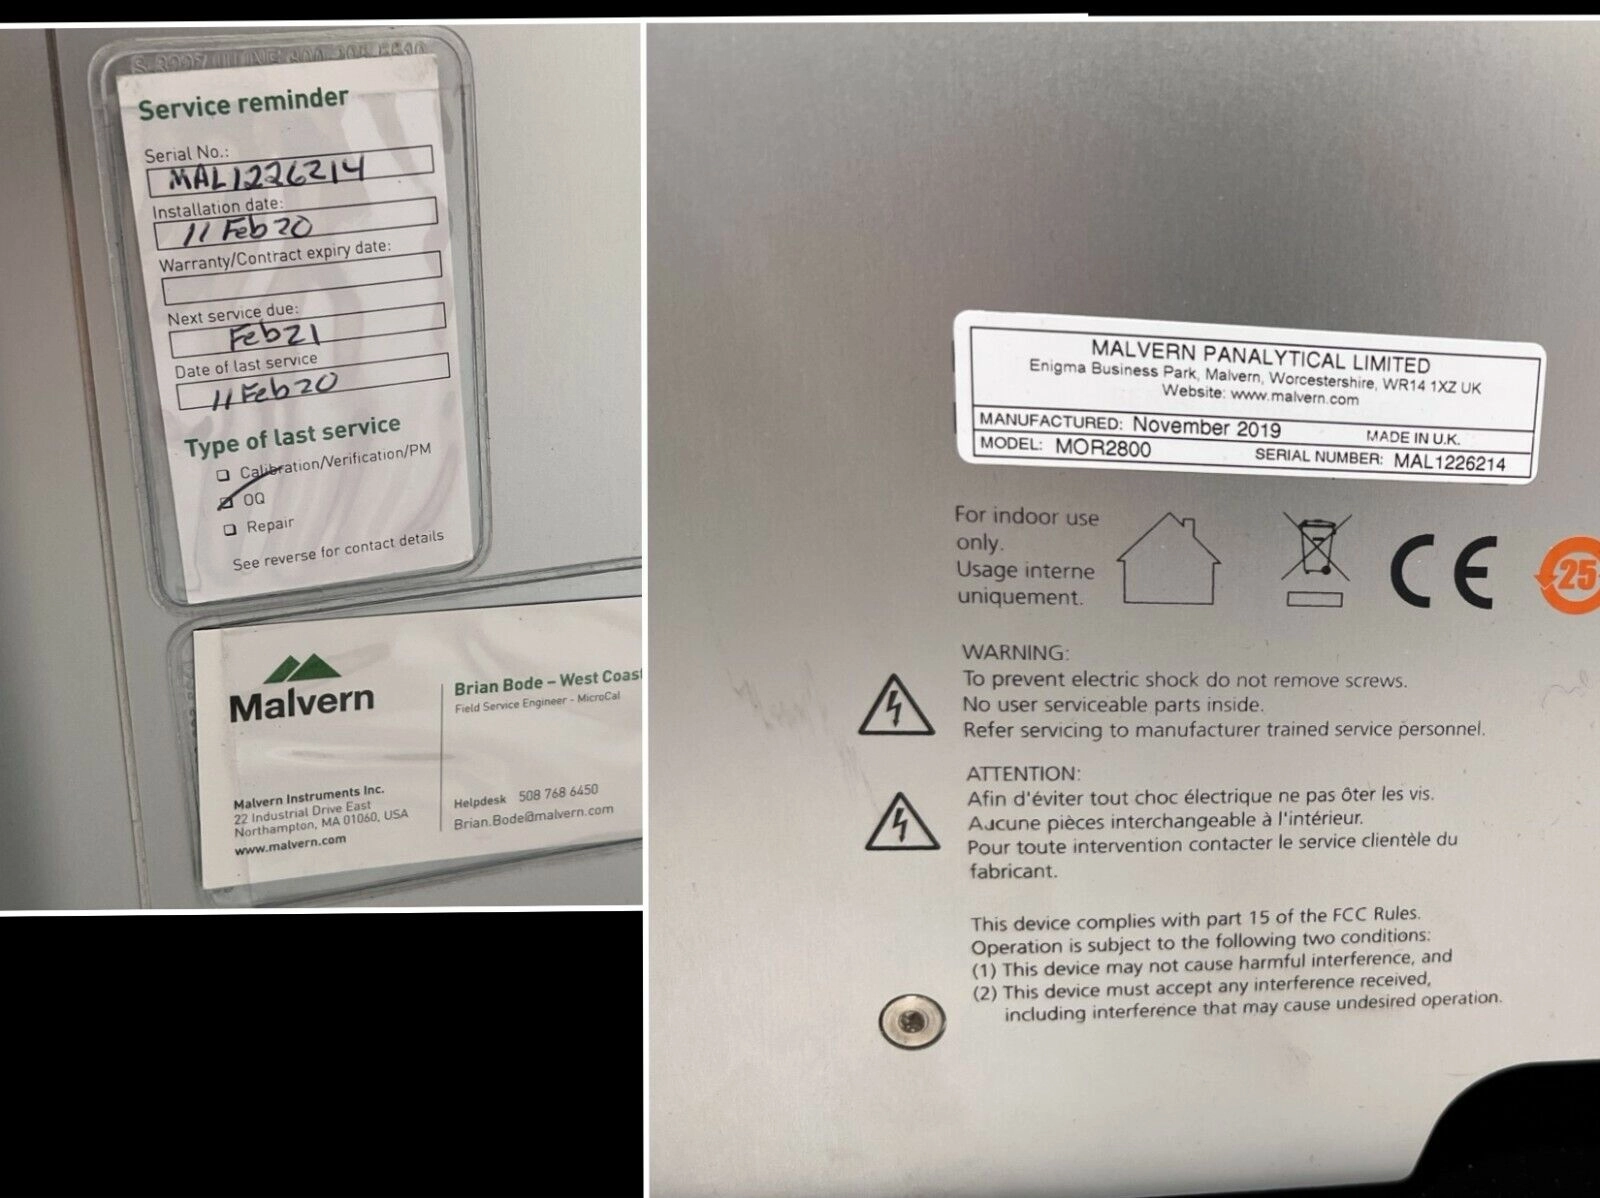 Service reminder
Serial No.:
MAL1226214
Installation date:
11 Feb 20
Warranty/Contract expiry date:
Next service due:
Feb 21
Date of last service
11 Feb 20
Type of last service
Calibration/Verification/PM
OQ
Repair
See reverse for contact details
Malvern
Brian Bode – West Coast
Field Service Engineer - MicroCal
Malvern Instruments Inc.
22 Industrial Drive East
Northampton, MA 01060, USA
www.malvern.com
Helpdesk 508 768 6450
Brian.Bode@malvern.com
MALVERN PANALYTICAL LIMITED
Enigma Business Park, Malvern, Worcestershire, WR14 1XZ UK
Website: www.malvern.com
MANUFACTURED: November 2019 MADE IN U.K.
MODEL: MOR2800 SERIAL NUMBER: MAL1226214
For indoor use
only.
Usage interne
uniquement.
CE
25
WARNING:
To prevent electric shock do not remove screws.
No user serviceable parts inside.
Refer servicing to manufacturer trained service personnel.
ATTENTION:
Afin d'éviter tout choc électrique ne pas ôter les vis.
Aucune pièces interchangeable à l'intérieur.
Pour toute intervention contacter le service clientèle du
fabricant.
This device complies with part 15 of the FCC Rules.
Operation is subject to the following two conditions:
(1) This device may not cause harmful interference, and
(2) This device must accept any interference received,
including interference that may cause undesired operation.